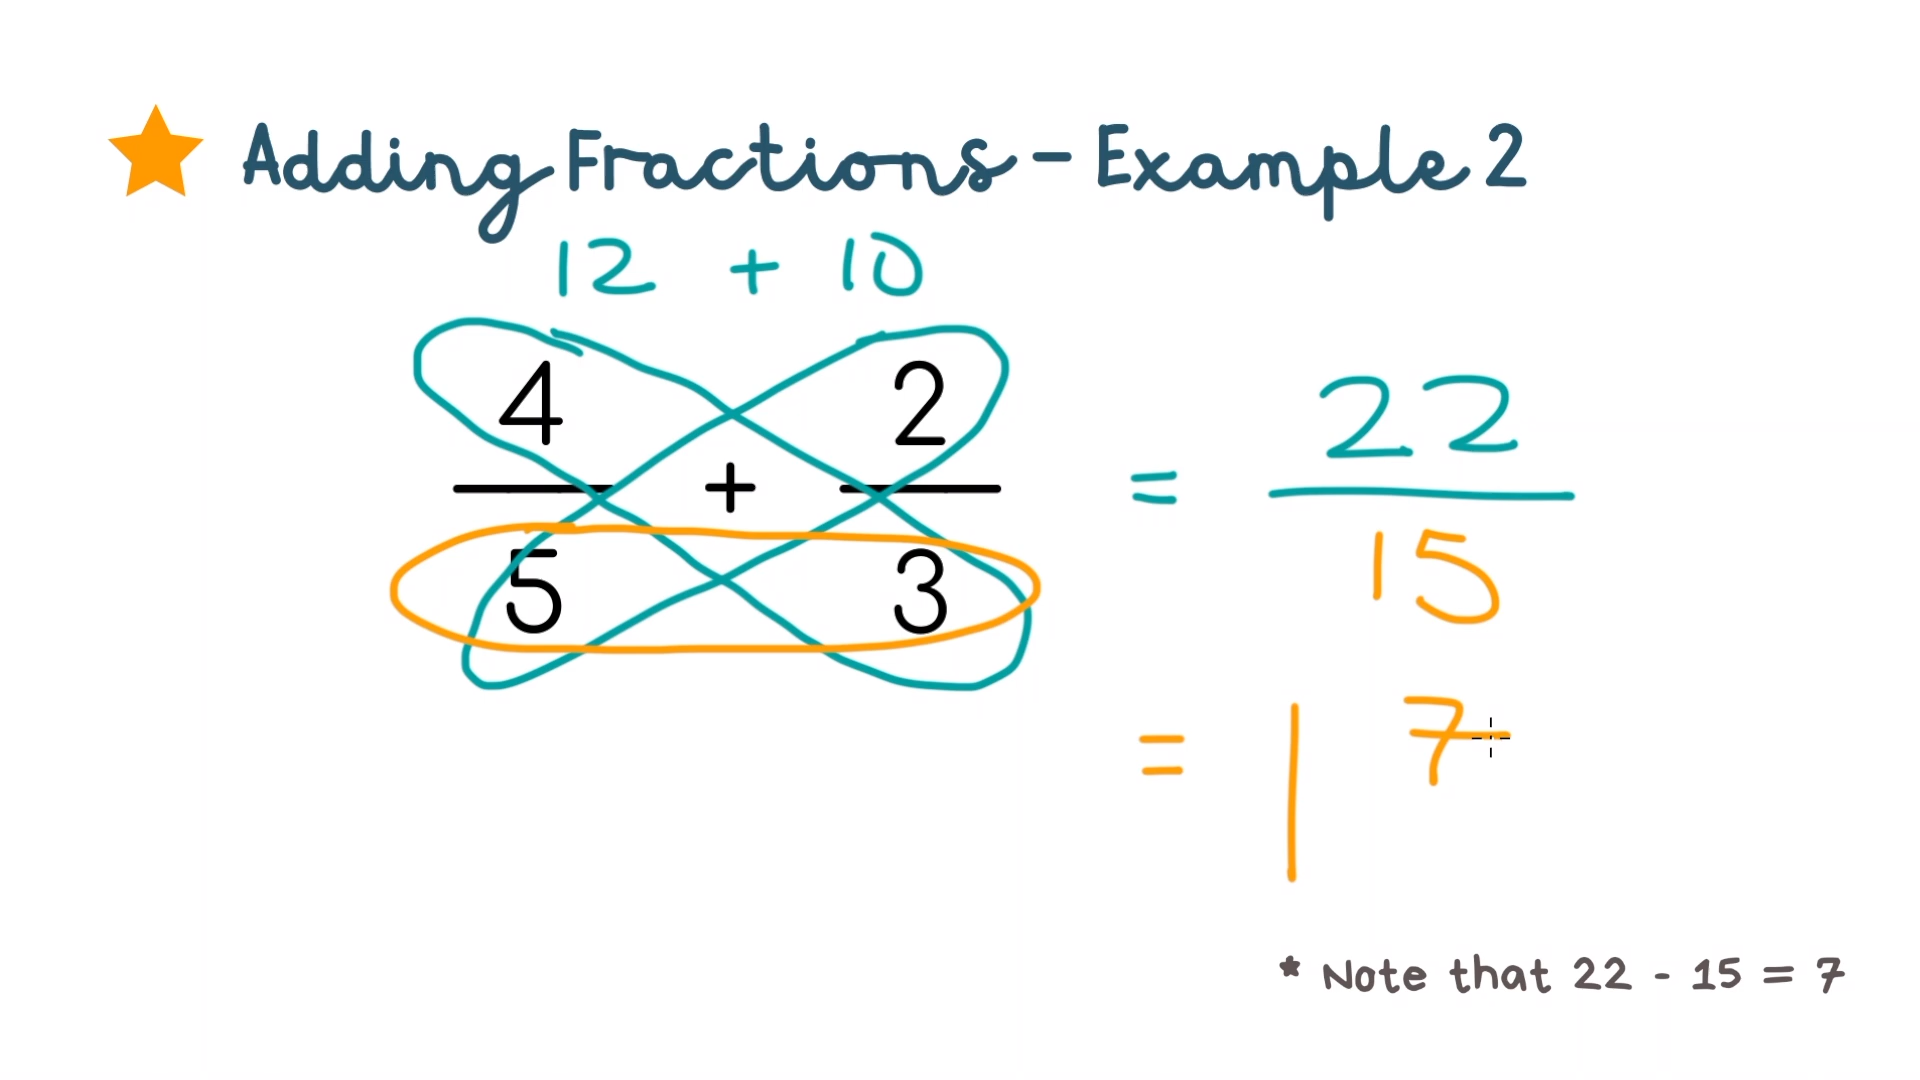 Adding Fractions - Example 2
12 + 10
4 2 22
+ =
5 3 15
= 1 7
* Note that 22 - 15 = 7